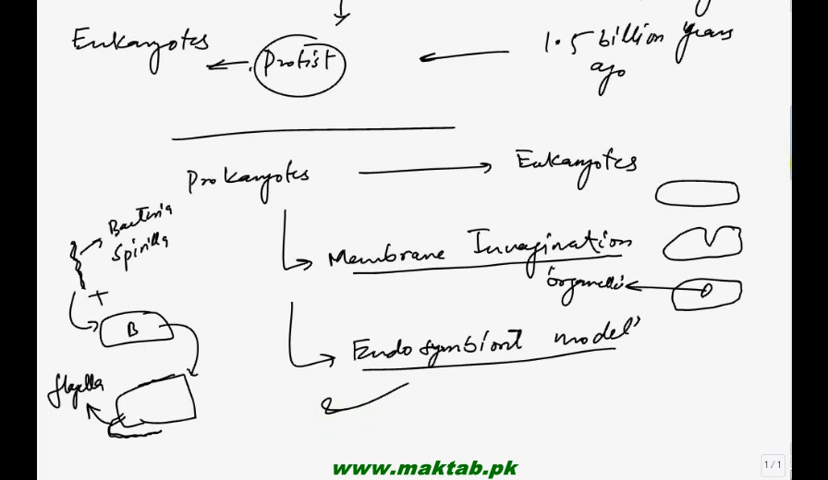 1.5 billion years
ago
Protist
Eukaryotes
Prokaryotes
Eukaryotes
Bacteria
Spirilla
Membrane Invagination
Organelle
+
B
Endosymbiont model
flagella
www.maktab.pk
1/1